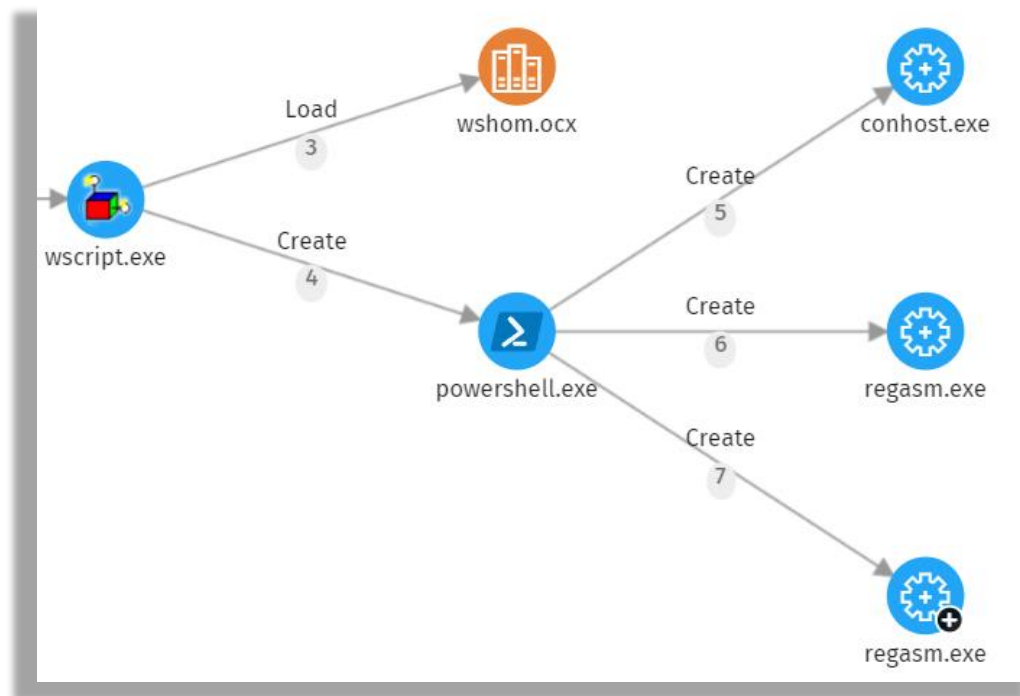 Load
3
wshom.ocx
conhost.exe
Create
5
wscript.exe
Create
4
Create
6
powershell.exe
regasm.exe
Create
7
regasm.exe